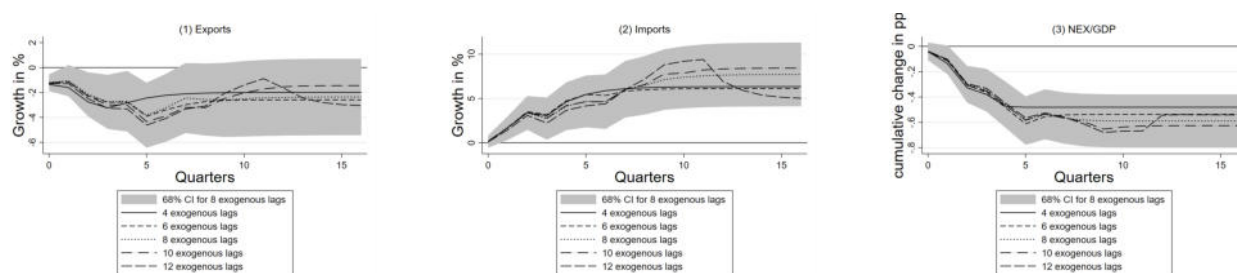 (1) Exports
Growth in %
2
0
-2
-4
-6
0
5
10
15
Quarters
68% CI for 8 exogenous lags
4 exogenous lags
6 exogenous lags
8 exogenous lags
10 exogenous lags
12 exogenous lags
(2) Imports
Growth in %
10
5
0
0
5
10
15
Quarters
68% CI for 8 exogenous lags
4 exogenous lags
6 exogenous lags
8 exogenous lags
10 exogenous lags
12 exogenous lags
(3) NEX/GDP
cumulative change in pp
0
-.2
-.4
-.6
-.8
0
5
10
15
Quarters
68% CI for 8 exogenous lags
4 exogenous lags
6 exogenous lags
8 exogenous lags
10 exogenous lags
12 exogenous lags